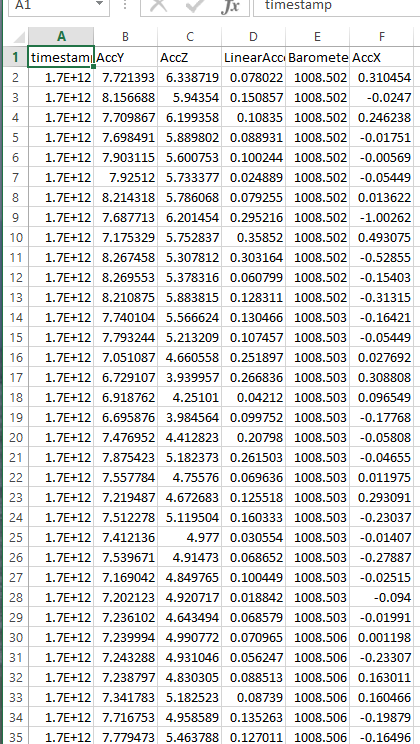 A1 fx timestamp
A B C D E F
1 timestam AccY AccZ LinearAcc Baromete AccX
2 1.7E+12 7.721393 6.338719 0.078022 1008.502 0.310454
3 1.7E+12 8.156688 5.94354 0.150857 1008.502 -0.0247
4 1.7E+12 7.709867 6.199358 0.10835 1008.502 0.246238
5 1.7E+12 7.698491 5.889802 0.088931 1008.502 -0.01751
6 1.7E+12 7.903115 5.600753 0.100244 1008.502 -0.00569
7 1.7E+12 7.92512 5.733377 0.024889 1008.502 -0.05449
8 1.7E+12 8.214318 5.786068 0.079255 1008.502 0.013622
9 1.7E+12 7.687713 6.201454 0.295216 1008.502 -1.00262
10 1.7E+12 7.175329 5.752837 0.35852 1008.502 0.493075
11 1.7E+12 8.267458 5.307812 0.303164 1008.502 -0.52855
12 1.7E+12 8.269553 5.378316 0.060799 1008.502 -0.15403
13 1.7E+12 8.210875 5.883815 0.128311 1008.502 -0.31315
14 1.7E+12 7.740104 5.566624 0.130466 1008.503 -0.16421
15 1.7E+12 7.793244 5.213209 0.107457 1008.503 -0.05449
16 1.7E+12 7.051087 4.660558 0.251897 1008.503 0.027692
17 1.7E+12 6.729107 3.939957 0.266836 1008.503 0.308808
18 1.7E+12 6.918762 4.25101 0.04212 1008.503 0.096549
19 1.7E+12 6.695876 3.984564 0.099752 1008.503 -0.17768
20 1.7E+12 7.476952 4.412823 0.20798 1008.503 -0.05808
21 1.7E+12 7.875423 5.182373 0.261503 1008.503 -0.04655
22 1.7E+12 7.557784 4.75576 0.069636 1008.503 0.011975
23 1.7E+12 7.219487 4.672683 0.125518 1008.503 0.293091
24 1.7E+12 7.512278 5.119504 0.160333 1008.503 -0.23037
25 1.7E+12 7.412136 4.977 0.030554 1008.503 -0.01407
26 1.7E+12 7.539671 4.91473 0.068652 1008.503 -0.27887
27 1.7E+12 7.169042 4.849765 0.100449 1008.503 -0.02515
28 1.7E+12 7.202123 4.920717 0.018842 1008.503 -0.094
29 1.7E+12 7.236102 4.643494 0.068579 1008.503 -0.01991
30 1.7E+12 7.239994 4.990772 0.070965 1008.506 0.001198
31 1.7E+12 7.243288 4.931046 0.056247 1008.506 -0.23307
32 1.7E+12 7.238797 4.830305 0.088513 1008.506 0.163011
33 1.7E+12 7.341783 5.182523 0.08739 1008.506 0.160466
34 1.7E+12 7.716753 4.958589 0.135263 1008.506 -0.19879
35 1.7E+12 7.779473 5.463788 0.127011 1008.506 -0.16496